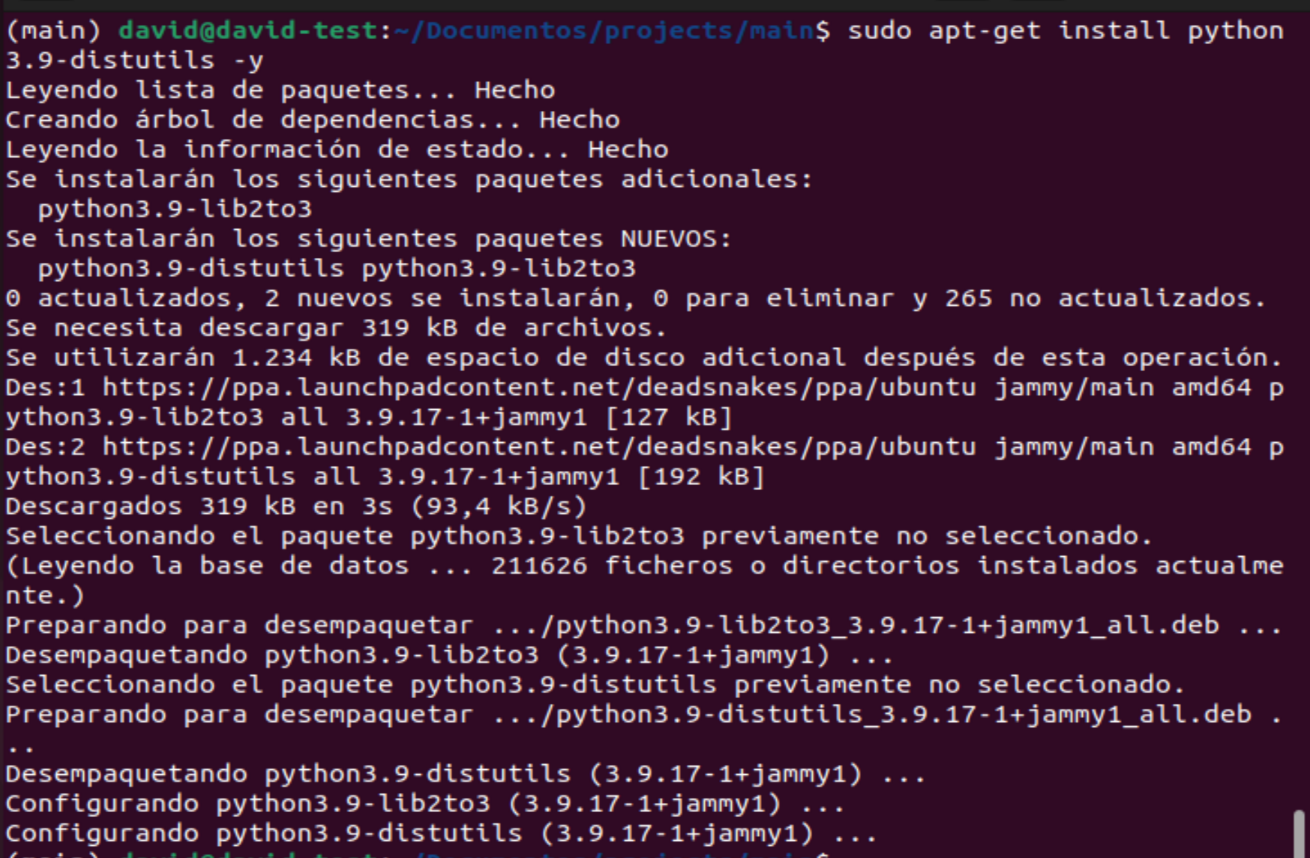 (main) david@david-test:~/Documentos/projects/main$ sudo apt-get install python
3.9-distutils -y
Leyendo lista de paquetes... Hecho
Creando árbol de dependencias... Hecho
Leyendo la información de estado... Hecho
Se instalarán los siguientes paquetes adicionales:
  python3.9-lib2to3
Se instalarán los siguientes paquetes NUEVOS:
  python3.9-distutils python3.9-lib2to3
0 actualizados, 2 nuevos se instalarán, 0 para eliminar y 265 no actualizados.
Se necesita descargar 319 kB de archivos.
Se utilizarán 1.234 kB de espacio de disco adicional después de esta operación.
Des:1 https://ppa.launchpadcontent.net/deadsnakes/ppa/ubuntu jammy/main amd64 p
ython3.9-lib2to3 all 3.9.17-1+jammy1 [127 kB]
Des:2 https://ppa.launchpadcontent.net/deadsnakes/ppa/ubuntu jammy/main amd64 p
ython3.9-distutils all 3.9.17-1+jammy1 [192 kB]
Descargados 319 kB en 3s (93,4 kB/s)
Seleccionando el paquete python3.9-lib2to3 previamente no seleccionado.
(Leyendo la base de datos ... 211626 ficheros o directorios instalados actualme
nte.)
Preparando para desempaquetar .../python3.9-lib2to3_3.9.17-1+jammy1_all.deb ...
Desempaquetando python3.9-lib2to3 (3.9.17-1+jammy1) ...
Seleccionando el paquete python3.9-distutils previamente no seleccionado.
Preparando para desempaquetar .../python3.9-distutils_3.9.17-1+jammy1_all.deb .
..
Desempaquetando python3.9-distutils (3.9.17-1+jammy1) ...
Configurando python3.9-lib2to3 (3.9.17-1+jammy1) ...
Configurando python3.9-distutils (3.9.17-1+jammy1) ...